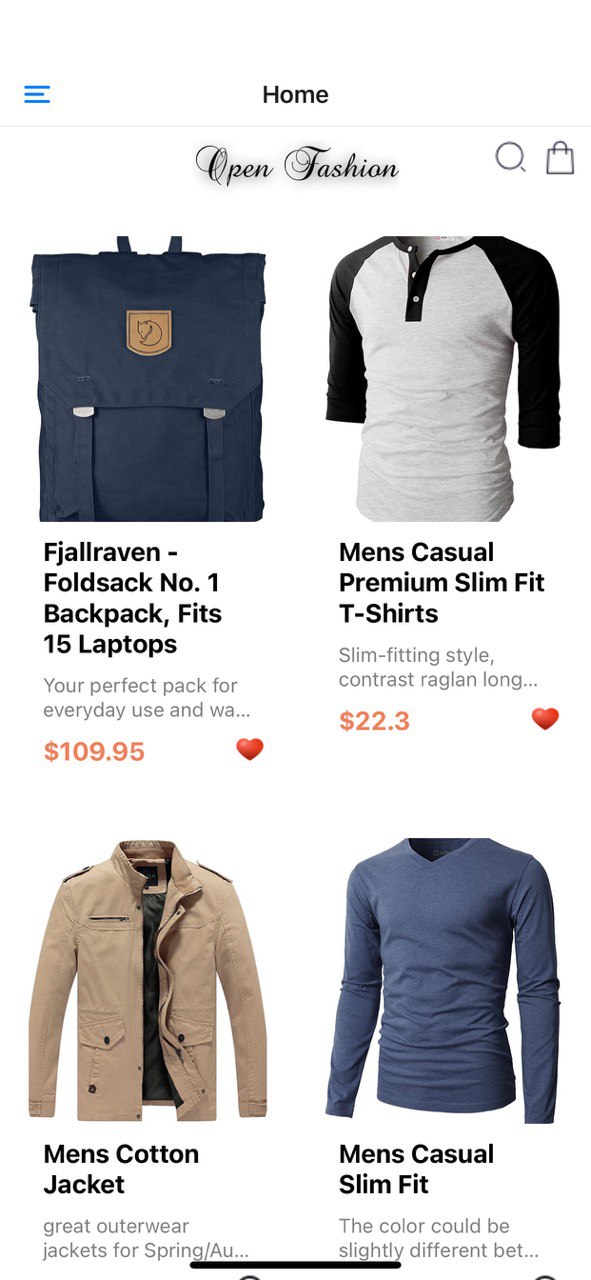 Home
Open Fashion
Fjallraven -
Foldsack No. 1
Backpack, Fits
15 Laptops
Your perfect pack for
everyday use and wa...
$109.95
Mens Casual
Premium Slim Fit
T-Shirts
Slim-fitting style,
contrast raglan long...
$22.3
Mens Cotton
Jacket
great outerwear
jackets for Spring/Au...
Mens Casual
Slim Fit
The color could be
slightly different bet...